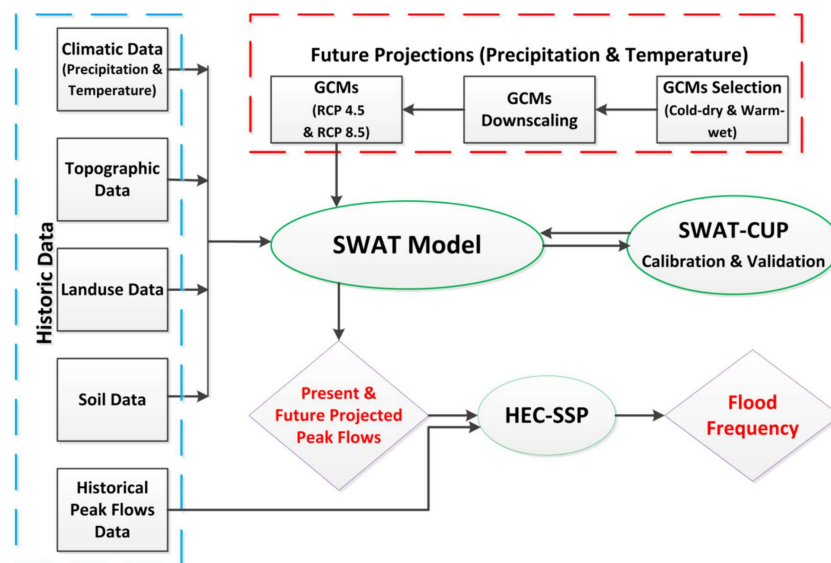 Historic Data
Climatic Data
(Precipitation &
Temperature)
Topographic
Data
Landuse Data
Soil Data
Historical
Peak Flows
Data
Future Projections (Precipitation & Temperature)
GCMs
(RCP 4.5
& RCP 8.5)
GCMs
Downscaling
GCMs Selection
(Cold-dry & Warm-
wet)
SWAT Model
SWAT-CUP
Calibration & Validation
Present &
Future Projected
Peak Flows
HEC-SSP
Flood
Frequency